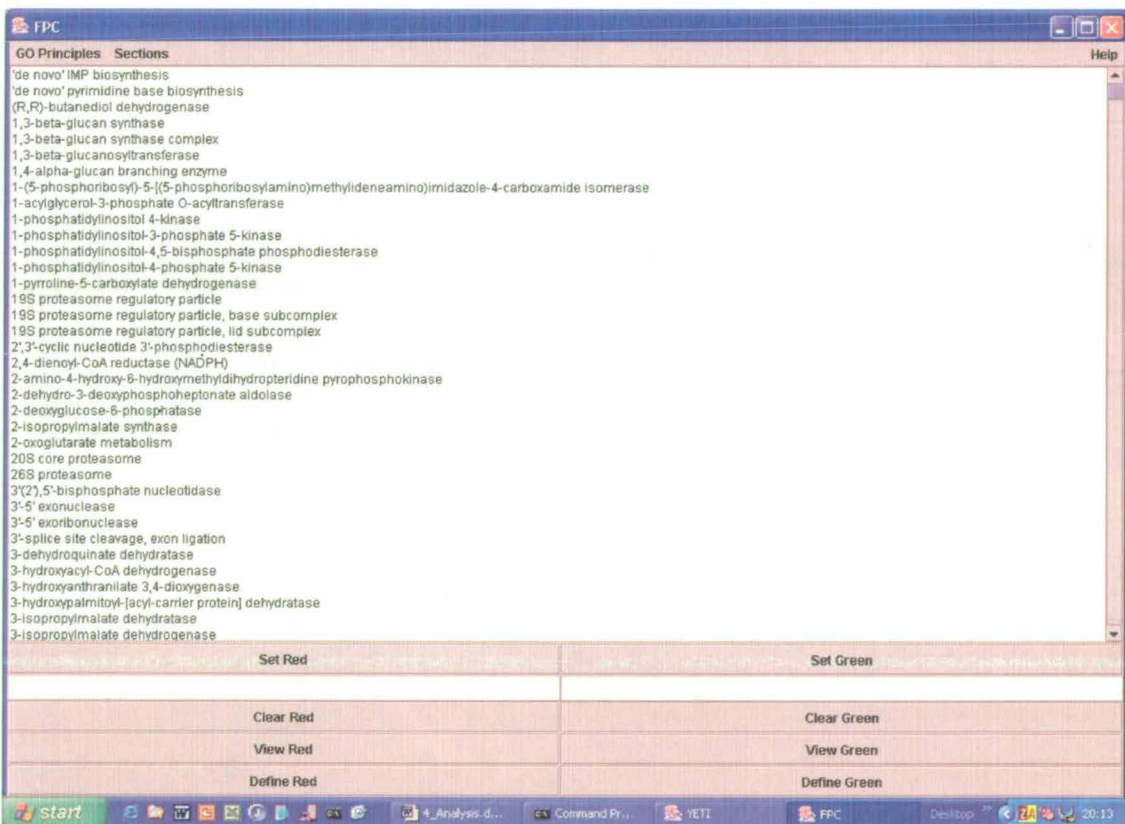 FPC
GO Principles Sections Help
'de novo' IMP biosynthesis
'de novo' pyrimidine base biosynthesis
(R,R)-butanediol dehydrogenase
1,3-beta-glucan synthase
1,3-beta-glucan synthase complex
1,3-beta-glucanosyltransferase
1,4-alpha-glucan branching enzyme
1-(5-phosphoribosyl)-5-[(5-phosphoribosylamino)methylideneamino)imidazole-4-carboxamide isomerase
1-acylglycerol-3-phosphate O-acyltransferase
1-phosphatidylinositol 4-kinase
1-phosphatidylinositol-3-phosphate 5-kinase
1-phosphatidylinositol-4,5-bisphosphate phosphodiesterase
1-phosphatidylinositol-4-phosphate 5-kinase
1-pyrroline-5-carboxylate dehydrogenase
19S proteasome regulatory particle
19S proteasome regulatory particle, base subcomplex
19S proteasome regulatory particle, lid subcomplex
2',3'-cyclic nucleotide 3'-phosphodiesterase
2,4-dienoyl-CoA reductase (NADPH)
2-amino-4-hydroxy-6-hydroxymethyldihydropteridine pyrophosphokinase
2-dehydro-3-deoxyphosphoheptonate aldolase
2-deoxyglucose-6-phosphatase
2-isopropylmalate synthase
2-oxoglutarate metabolism
20S core proteasome
26S proteasome
3'(2'),5'-bisphosphate nucleotidase
3'-5' exonuclease
3'-5' exoribonuclease
3'-splice site cleavage, exon ligation
3-dehydroquinate dehydratase
3-hydroxyacyl-CoA dehydrogenase
3-hydroxyanthranilate 3,4-dioxygenase
3-hydroxypalmitoyl-[acyl-carrier protein] dehydratase
3-isopropylmalate dehydratase
3-isopropylmalate dehydrogenase
Set Red Set Green
Clear Red Clear Green
View Red View Green
Define Red Define Green
start 4_Analysis.d... Command Pr... YETI FPC Desktop ZA 20:13